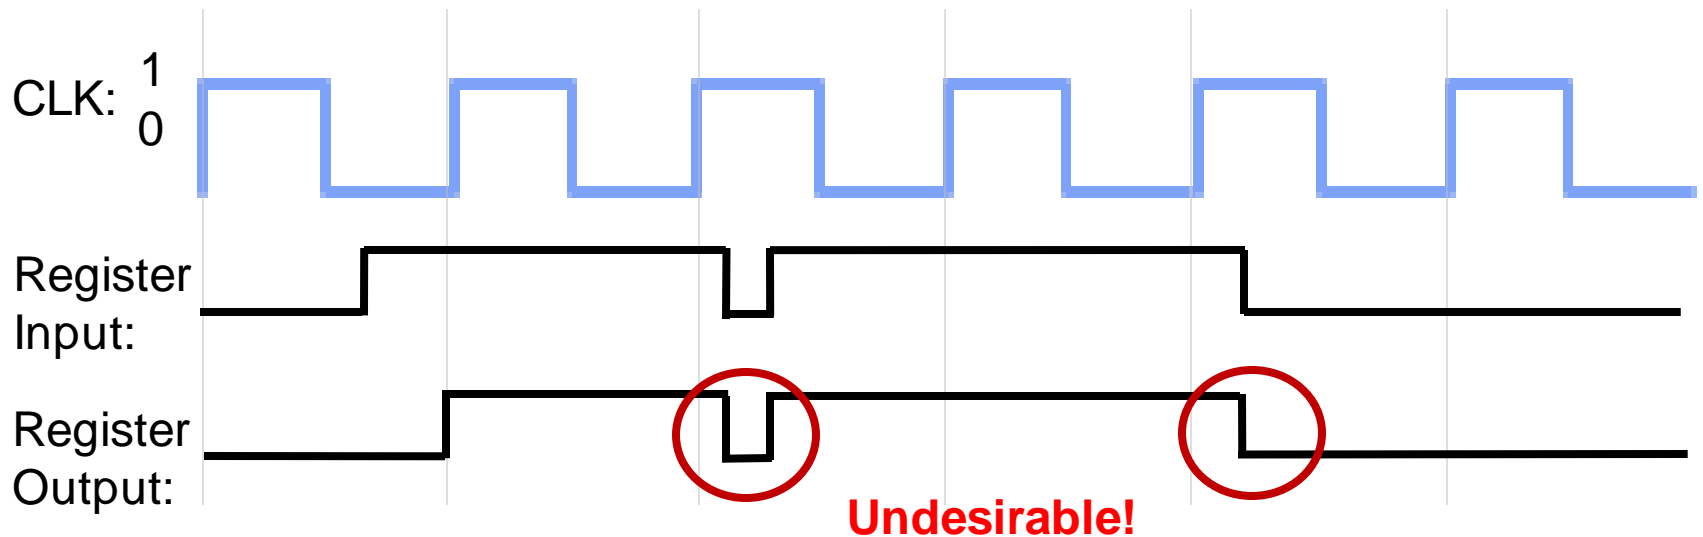 1
CLK:
0
Register
Input:
Register
Output:
Undesirable!